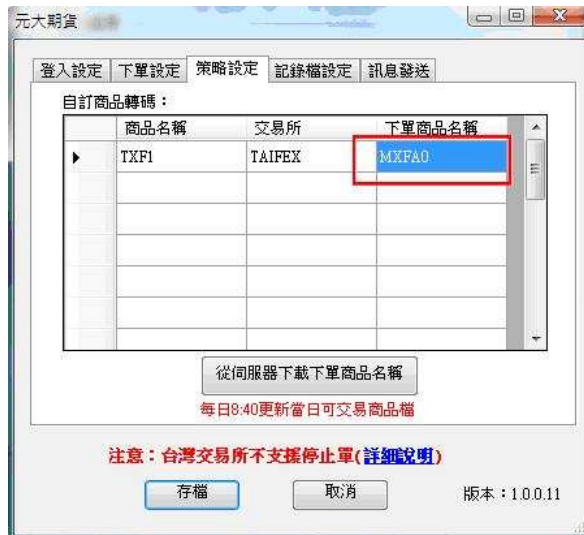 元大期貨
登入設定 下單設定 策略設定 記錄檔設定 訊息發送
自訂商品轉碼：
商品名稱 交易所 下單商品名稱
TXF1 TAIFEX MXFA0
從伺服器下載下單商品名稱
每日8:40更新當日可交易商品檔
注意：台灣交易所不支援停止單(詳細說明)
存檔 取消 版本：1.0.0.11